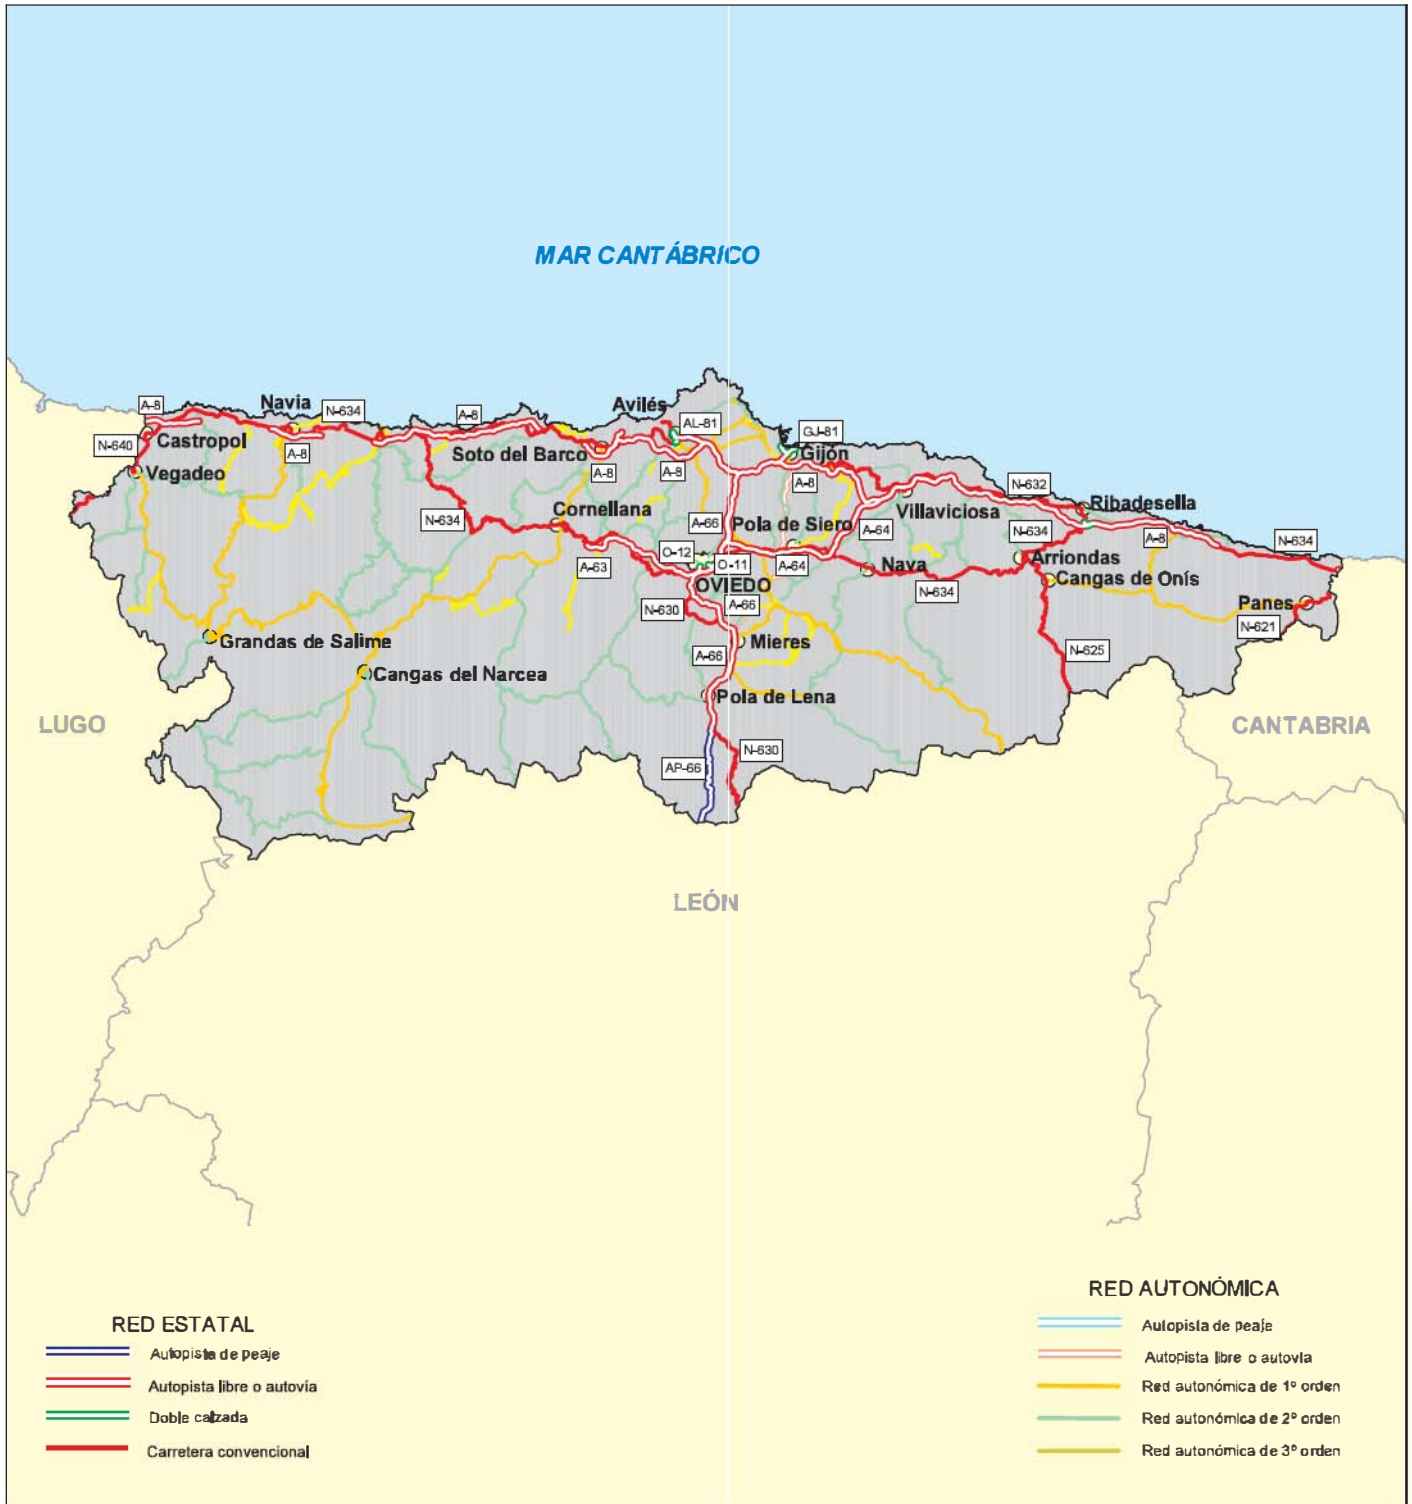 MAR CANTÁBRICO
A-8
Navia
N-634
A-8
Avilés
AL-81
GJ-81
N-640
Castropol
A-8
Soto del Barco
A-8
A-8
Gijón
A-8
Vegadeo
N-632
Ribadesella
Villaviciosa
Cornellana
N-634
A-66
Pola de Siero
A-64
N-634
A-8
N-634
O-12
O-11
A-63
A-64
Nava
Arriondas
OVIEDO
Cangas de Onís
N-634
N-630
A-66
Panes
N-621
Grandas de Salime
Mieres
A-66
N-625
Cangas del Narcea
Pola de Lena
LUGO
CANTABRIA
N-630
AP-66
LEÓN
RED ESTATAL
Autopista de peaje
Autopista libre o autovía
Doble calzada
Carretera convencional
RED AUTONÓMICA
Autopista de peaje
Autopista libre o autovía
Red autonómica de 1º orden
Red autonómica de 2º orden
Red autonómica de 3º orden